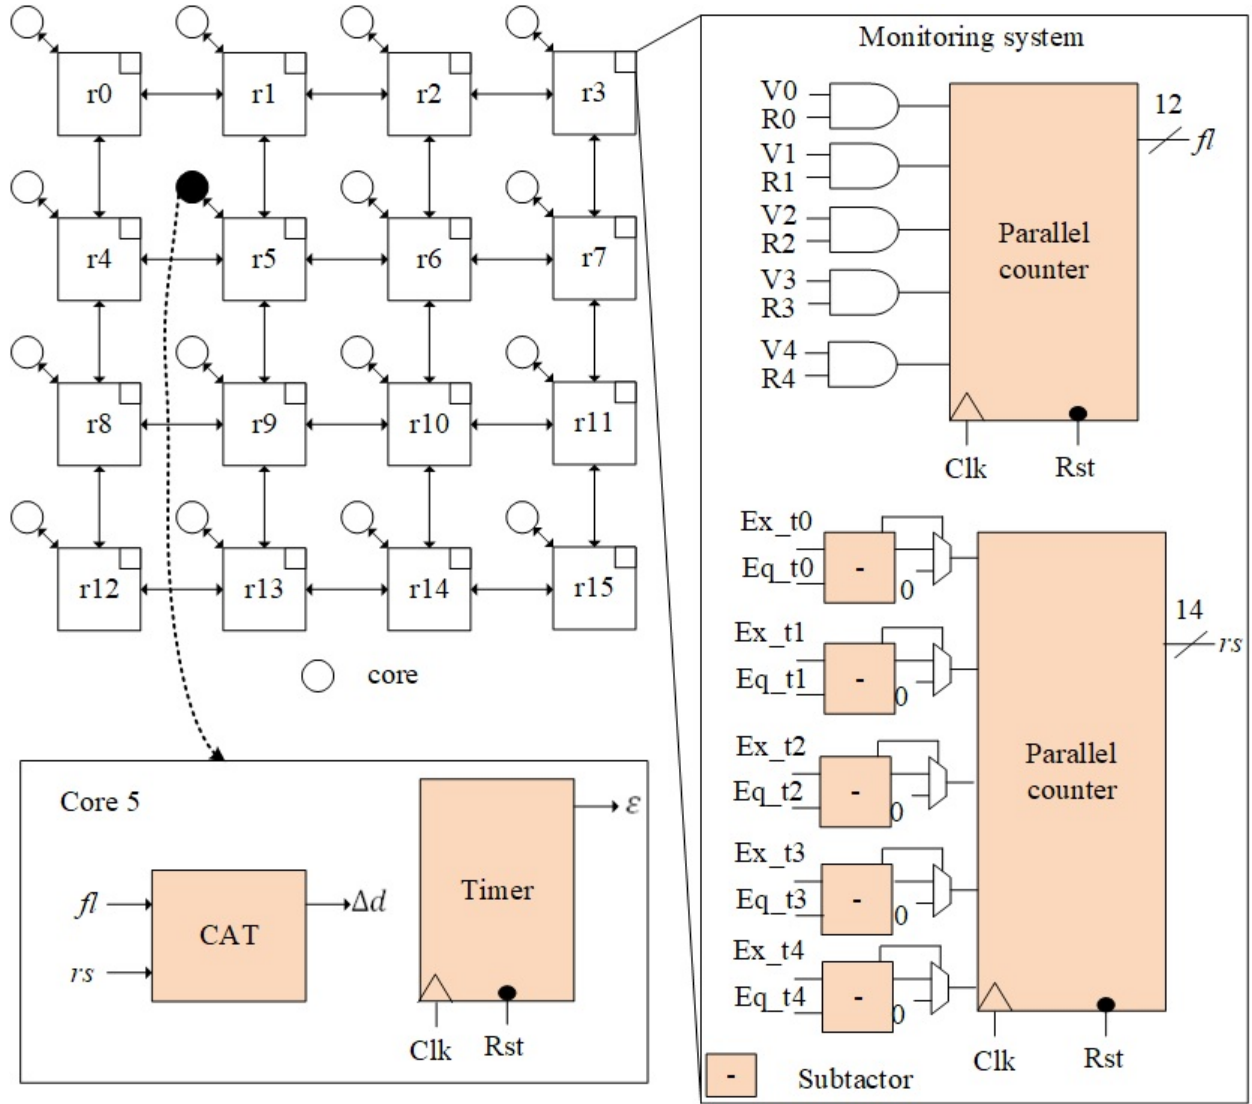 r0
r1
r2
r3
r4
r5
r6
r7
r8
r9
r10
r11
r12
r13
r14
r15
core
Core 5
fl
rs
CAT
Δd
Timer
ε
Clk
Rst
Monitoring system
V0
R0
V1
R1
V2
R2
V3
R3
V4
R4
Parallel
counter
12
fl
Clk
Rst
Ex_t0
Eq_t0
-
0
Ex_t1
Eq_t1
-
0
Ex_t2
Eq_t2
-
0
Ex_t3
Eq_t3
-
0
Ex_t4
Eq_t4
-
0
Parallel
counter
14
rs
Clk
Rst
-
Subtactor